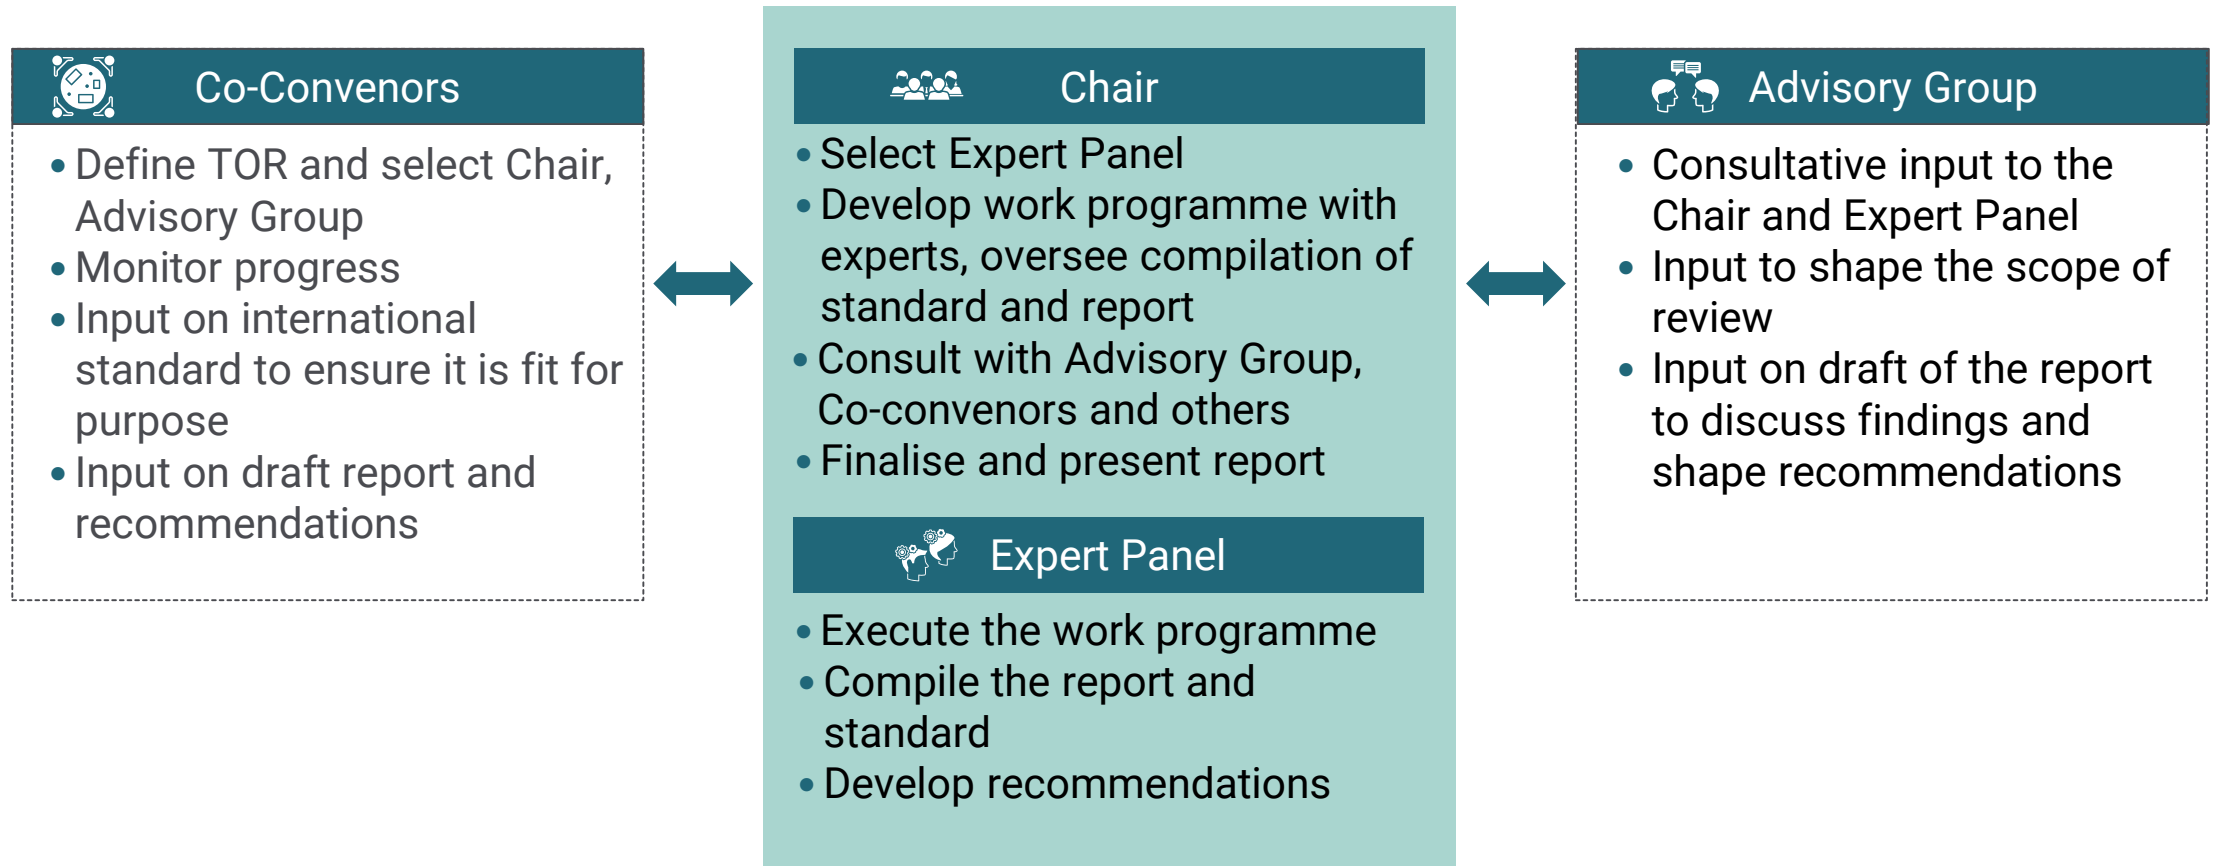 Co-Convenors
• Define TOR and select Chair,
Advisory Group
• Monitor progress
• Input on international
standard to ensure it is fit for
purpose
• Input on draft report and
recommendations
Chair
• Select Expert Panel
• Develop work programme with
experts, oversee compilation of
standard and report
• Consult with Advisory Group,
Co-convenors and others
• Finalise and present report
Expert Panel
• Execute the work programme
• Compile the report and
standard
• Develop recommendations
Advisory Group
• Consultative input to the
Chair and Expert Panel
• Input to shape the scope of
review
• Input on draft of the report
to discuss findings and
shape recommendations